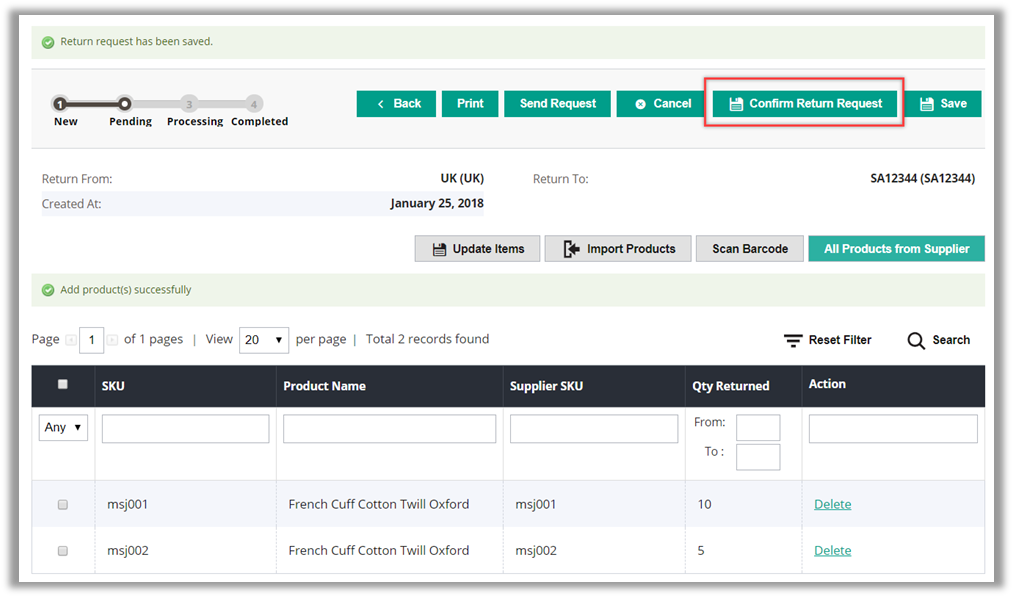 Return request has been saved.
1 3 4
New Pending Processing Completed
Back Print Send Request Cancel Confirm Return Request Save
Return From: UK (UK) Return To: SA12344 (SA12344)
Created At: January 25, 2018
Update Items Import Products Scan Barcode All Products from Supplier
Add product(s) successfully
Page 1 of 1 pages | View 20 per page | Total 2 records found Reset Filter Search
SKU Product Name Supplier SKU Qty Returned Action
Any From:
To :
msj001 French Cuff Cotton Twill Oxford msj001 10 Delete
msj002 French Cuff Cotton Twill Oxford msj002 5 Delete